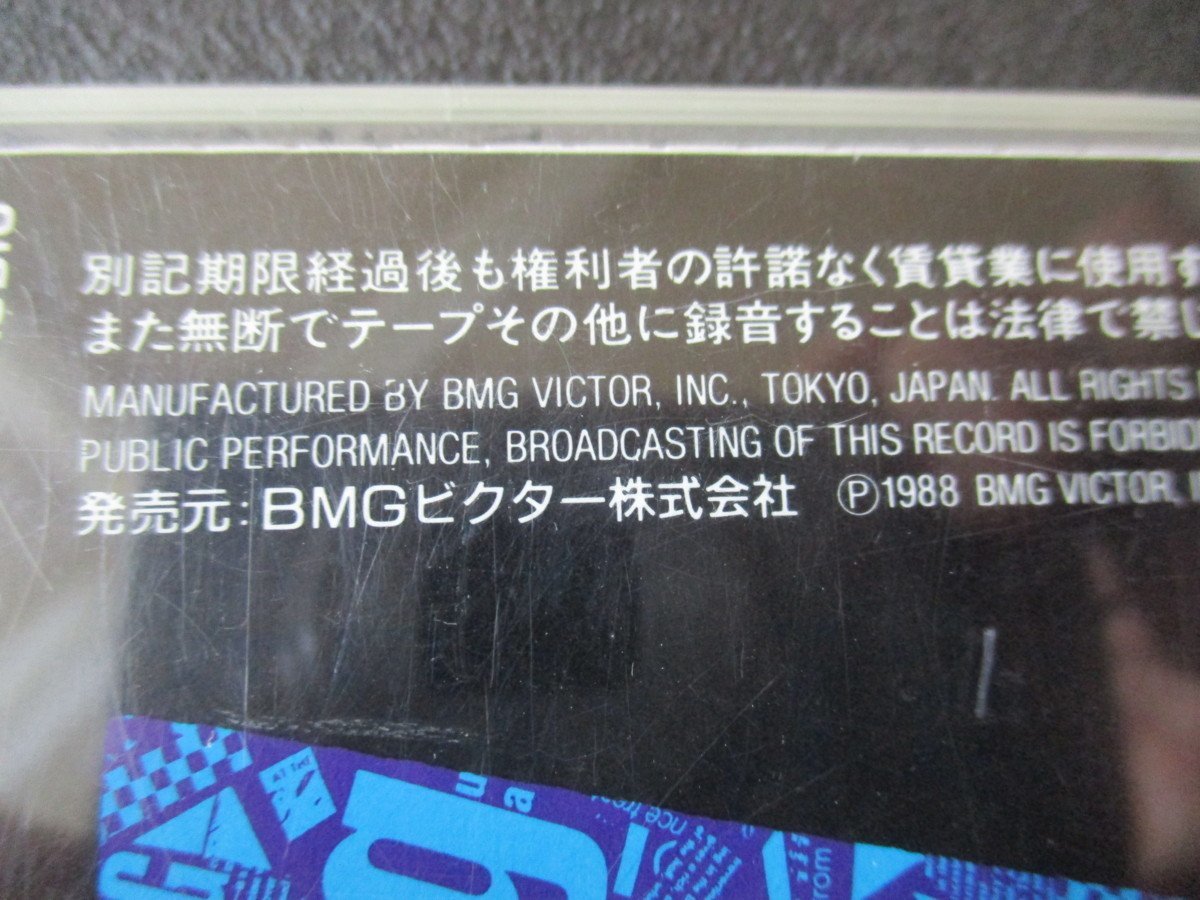 別記期限経過後も権利者の許諾なく賃貸業に使用す
また無断でテープその他に録音することは法律で禁じ
MANUFACTURED BY BMG VICTOR, INC., TOKYO, JAPAN. ALL RIGHTS
PUBLIC PERFORMANCE, BROADCASTING OF THIS RECORD IS
発売元:BMGビクター株式会社 Ⓟ1988 BMG VICTOR,